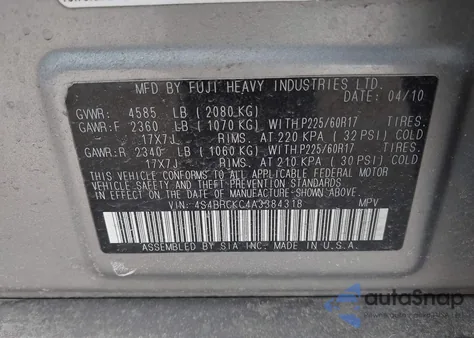 MFD BY FUJI HEAVY INDUSTRIES LTD.
DATE: 04/10
GVWR: 4585 LB (2080 KG)
GAWR:F 2360 LB (1070 KG) WITH P225/60R17 TIRES.
17X7J RIMS. AT 220 KPA (32 PSI) COLD
GAWR:R 2340 LB (1060 KG) WITH P225/60R17 TIRES.
17X7J RIMS. AT 210 KPA (30 PSI) COLD
THIS VEHICLE CONFORMS TO ALL APPLICABLE FEDERAL MOTOR
VEHICLE SAFETY, BUMPER, AND
THEFT PREVENTION STANDARDS
IN EFFECT ON THE DATE OF
MANUFACTURE SHOWN ABOVE.
VIN: 4S4BRCKC4A3384318 MPV
ASSEMBLED BY SIA INC. MADE IN U.S.A.
autoSnap